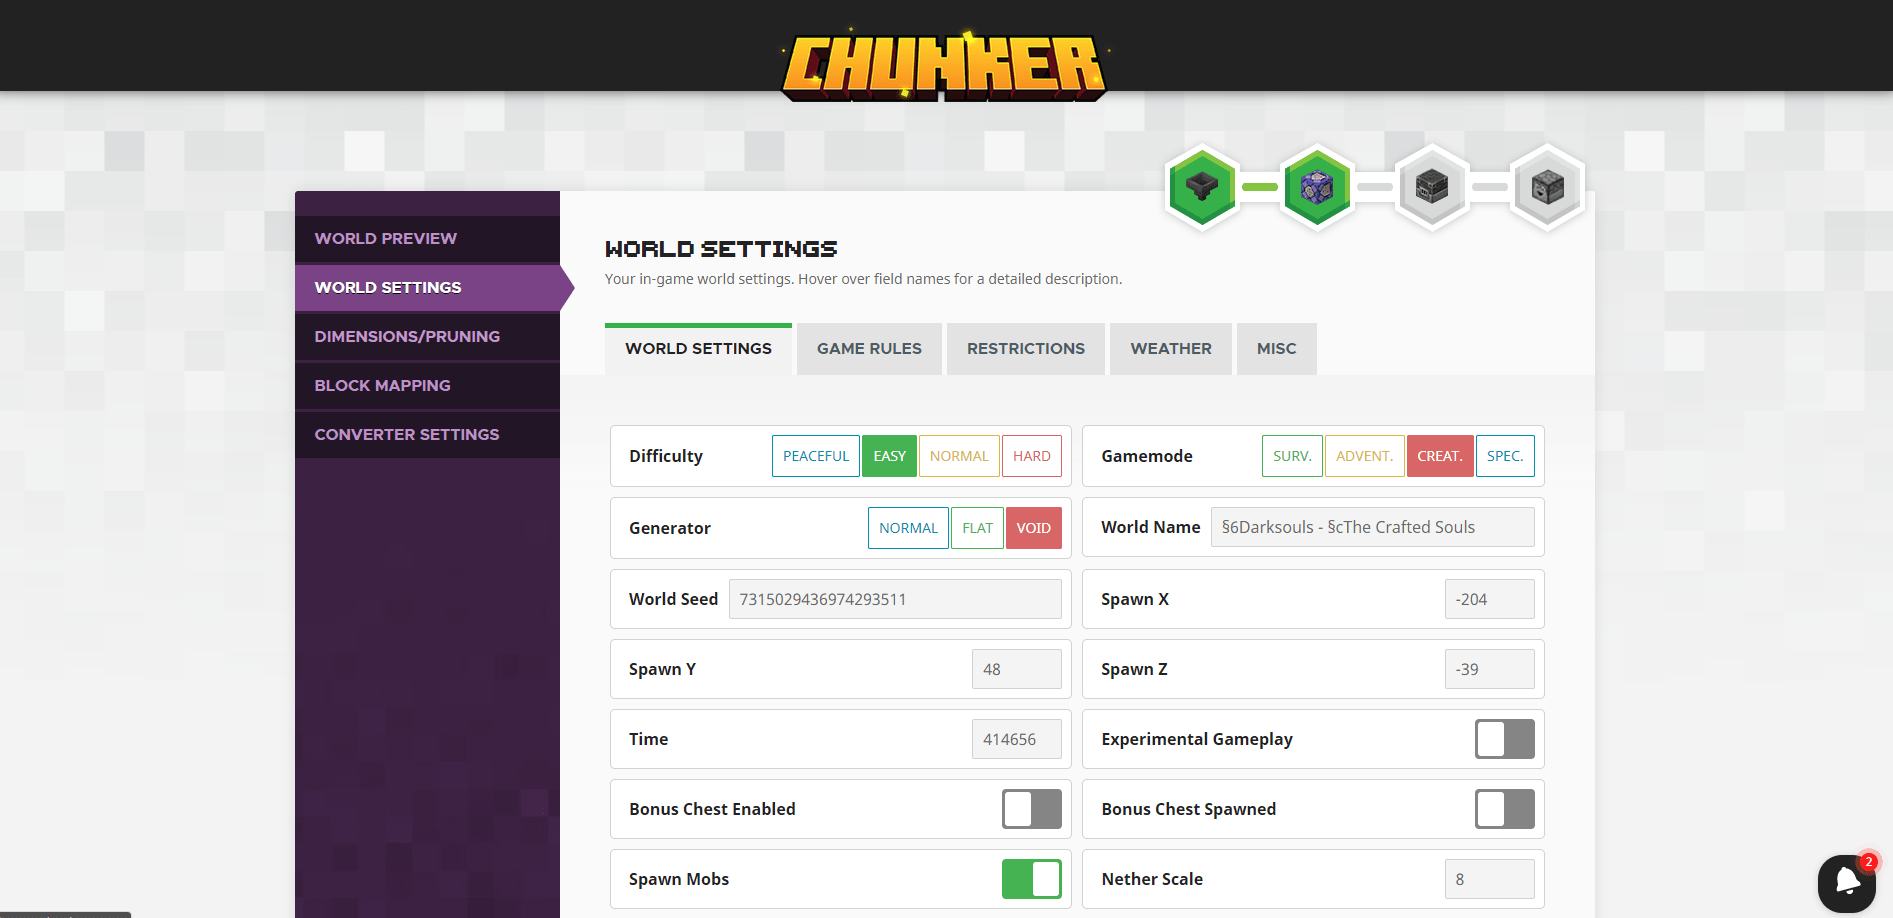 CHUNKER
WORLD PREVIEW
WORLD SETTINGS
DIMENSIONS/PRUNING
BLOCK MAPPING
CONVERTER SETTINGS
WORLD SETTINGS
Your in-game world settings. Hover over field names for a detailed description.
WORLD SETTINGS GAME RULES RESTRICTIONS WEATHER MISC
Difficulty PEACEFUL EASY NORMAL HARD
Gamemode SURV. ADVENT. CREAT. SPEC.
Generator NORMAL FLAT VOID
World Name §6Darksouls - §cThe Crafted Souls
World Seed 7315029436974293511
Spawn X -204
Spawn Y 48
Spawn Z -39
Time 414656
Experimental Gameplay
Bonus Chest Enabled
Bonus Chest Spawned
Spawn Mobs
Nether Scale 8
2